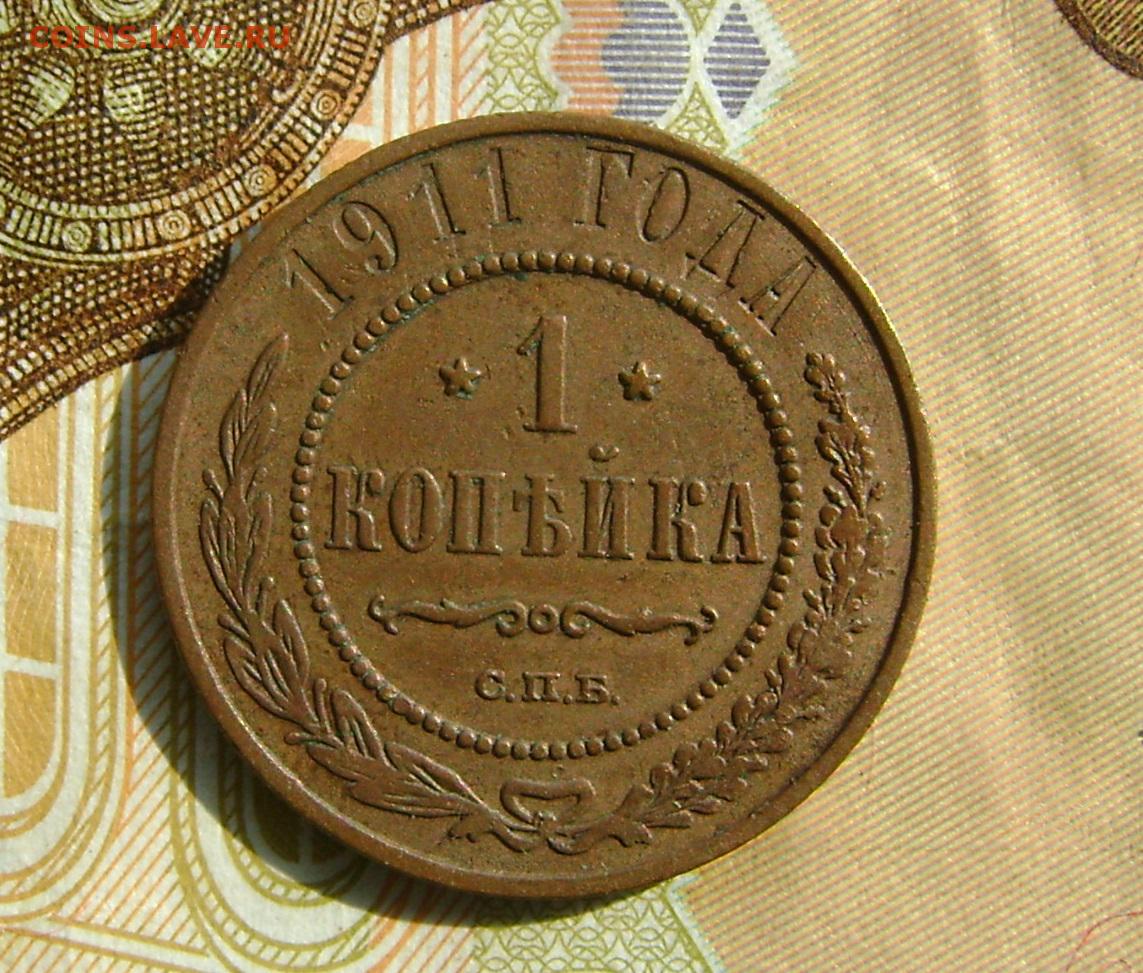 COINS.LAVE.RU
1911 ГОДА
1
КОПѢЙКА
С.П.Б.